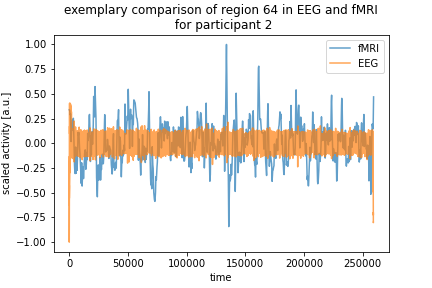 exemplary comparison of region 64 in EEG and fMRI
for participant 2
1.00
0.75
0.50
0.25
0.00
−0.25
−0.50
−0.75
−1.00
scaled activity [a.u.]
fMRI
EEG
0
50000
100000
150000
200000
250000
time